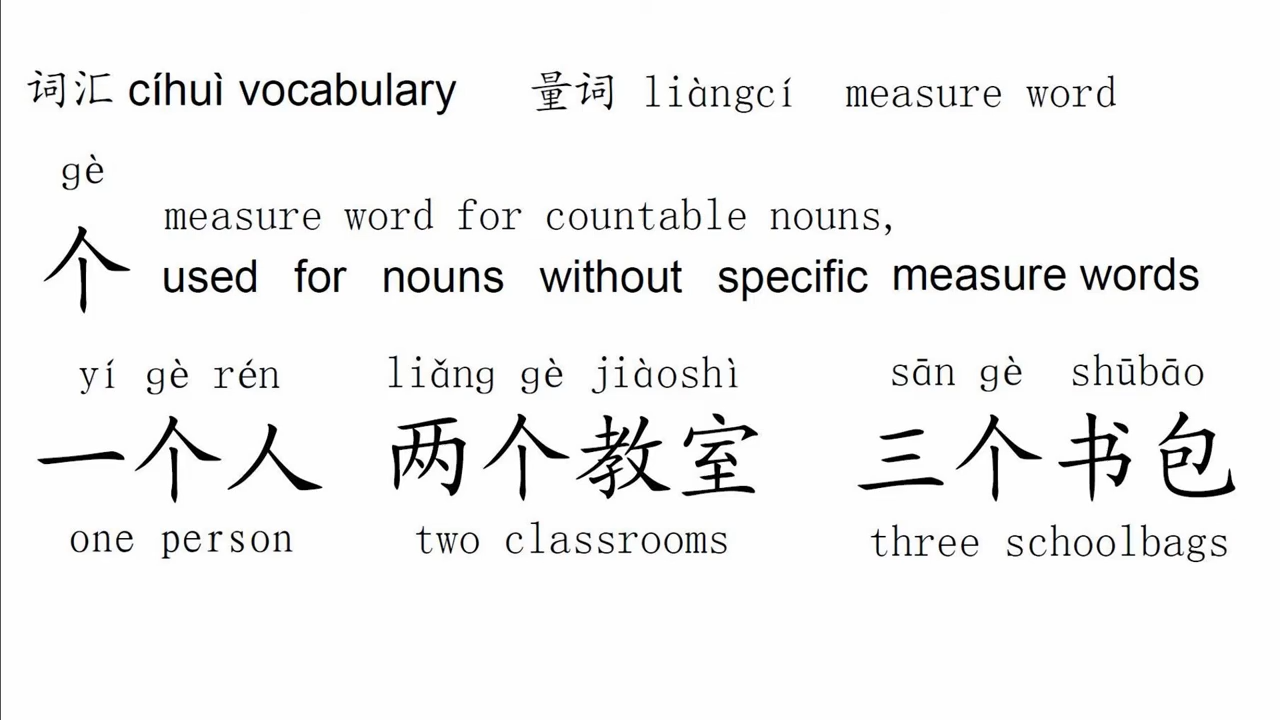 词汇 cíhuì vocabulary 量词 liàngcí measure word
gè
个 measure word for countable nouns,
used for nouns without specific measure words
yí gè rén liǎng gè jiàoshì sān gè shūbāo
一个人 两个教室 三个书包
one person two classrooms three schoolbags